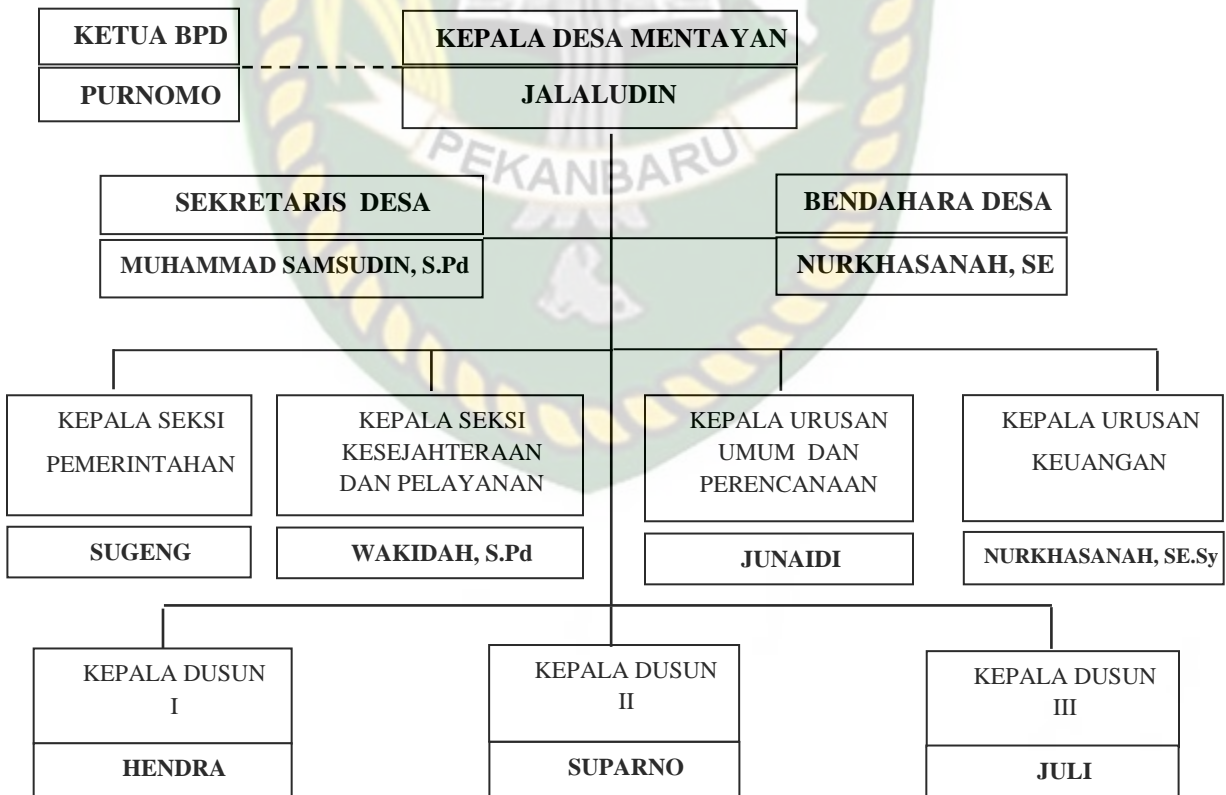 KETUA BPD
PURNOMO
KEPALA DESA MENTAYAN
JALALUDIN
PEKANBARU
SEKRETARIS DESA
MUHAMMAD SAMSUDIN, S.Pd
BENDAHARA DESA
NURKHASANAH, SE
KEPALA SEKSI
PEMERINTAHAN
SUGENG
KEPALA SEKSI
KESEJAHTERAAN
DAN PELAYANAN
WAKIDAH, S.Pd
KEPALA URUSAN
UMUM DAN
PERENCANAAN
JUNAIDI
KEPALA URUSAN
KEUANGAN
NURKHASANAH, SE.Sy
KEPALA DUSUN
I
HENDRA
KEPALA DUSUN
II
SUPARNO
KEPALA DUSUN
III
JULI